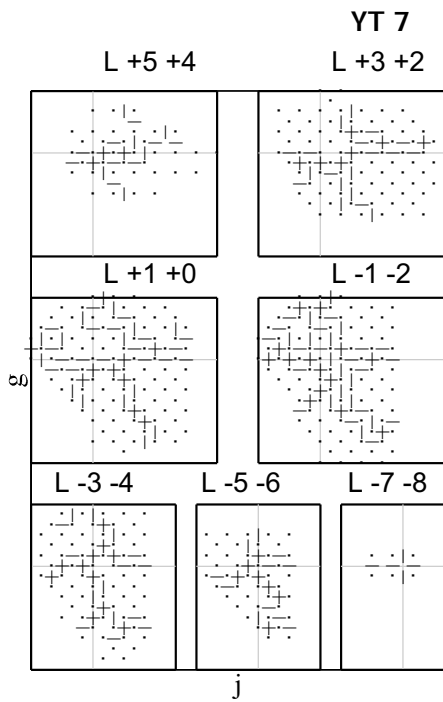 YT 7
L +5 +4
L +3 +2
L +1 +0
L -1 -2
g
L -3 -4
L -5 -6
L -7 -8
j